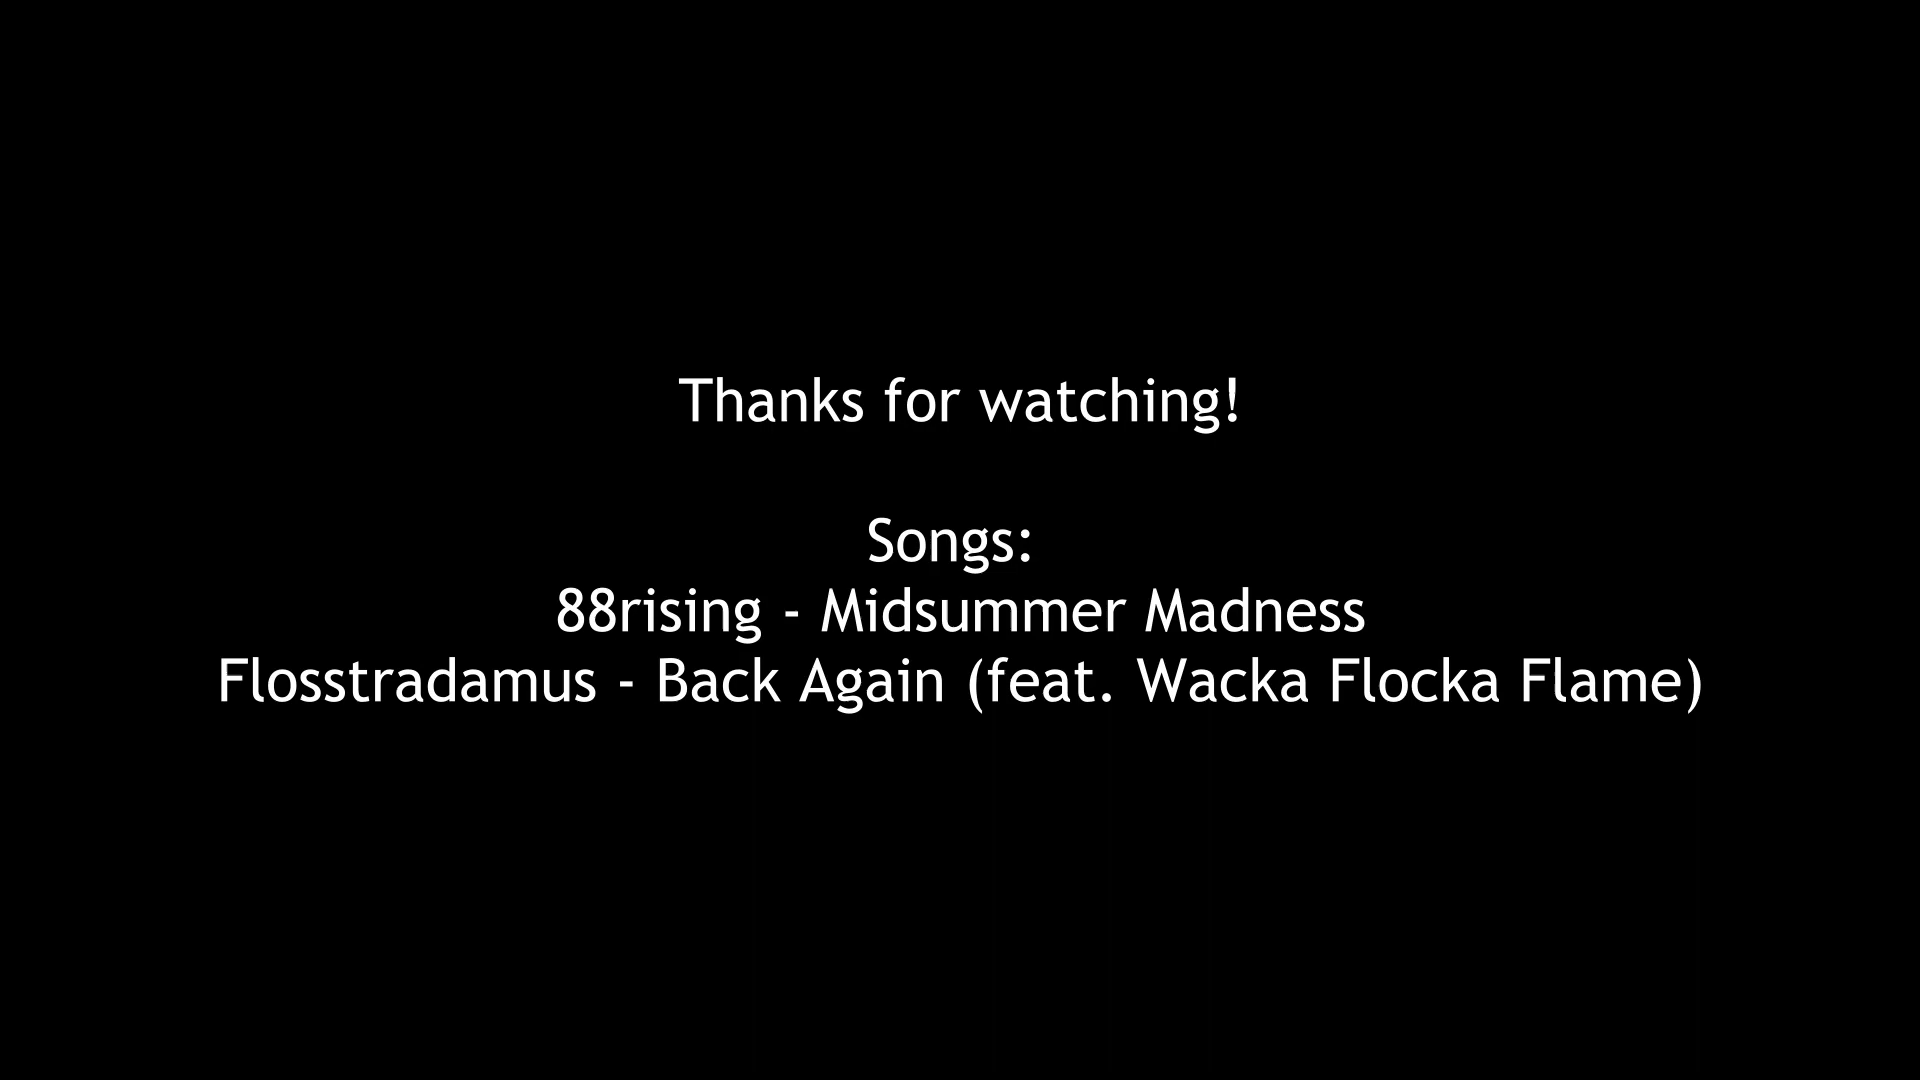 Thanks for watching!
Songs:
88rising - Midsummer Madness
Flosstradamus - Back Again (feat. Wacka Flocka Flame)